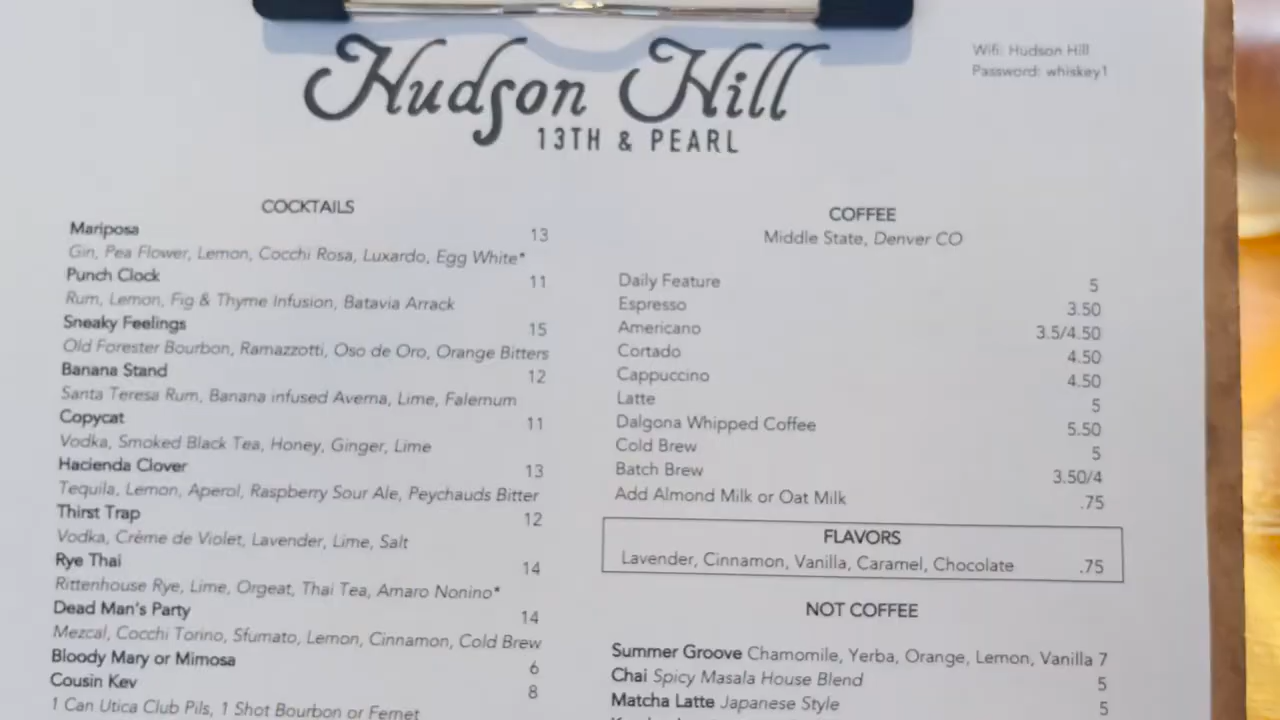 Hudson Hill
13TH & PEARL
Wifi: Hudson Hill
Password: whiskey1
COCKTAILS
Mariposa 13
Gin, Pea Flower, Lemon, Cocchi Rosa, Luxardo, Egg White*
Punch Clock 11
Rum, Lemon, Fig & Thyme Infusion, Batavia Arrack
Sneaky Feelings 15
Old Forester Bourbon, Ramazzotti, Oso de Oro, Orange Bitters
Banana Stand 12
Santa Teresa Rum, Banana infused Averna, Lime, Falernum
Copycat 11
Vodka, Smoked Black Tea, Honey, Ginger, Lime
Hacienda Clover 13
Tequila, Lemon, Aperol, Raspberry Sour Ale, Peychauds Bitter
Thirst Trap 12
Vodka, Crème de Violet, Lavender, Lime, Salt
Rye Thai 14
Rittenhouse Rye, Lime, Orgeat, Thai Tea, Amaro Nonino*
Dead Man's Party 14
Mezcal, Cocchi Torino, Sfumato, Lemon, Cinnamon, Cold Brew
Bloody Mary or Mimosa 6
Cousin Kev 8
1 Can Utica Club Pils, 1 Shot Bourbon or Fernet
COFFEE
Middle State, Denver CO
Daily Feature 5
Espresso 3.50
Americano 3.5/4.50
Cortado 4.50
Cappuccino 4.50
Latte 5
Dalgona Whipped Coffee 5.50
Cold Brew 5
Batch Brew 3.50/4
Add Almond Milk or Oat Milk .75
FLAVORS
Lavender, Cinnamon, Vanilla, Caramel, Chocolate .75
NOT COFFEE
Summer Groove Chamomile, Yerba, Orange, Lemon, Vanilla 7
Chai Spicy Masala House Blend 5
Matcha Latte Japanese Style 5